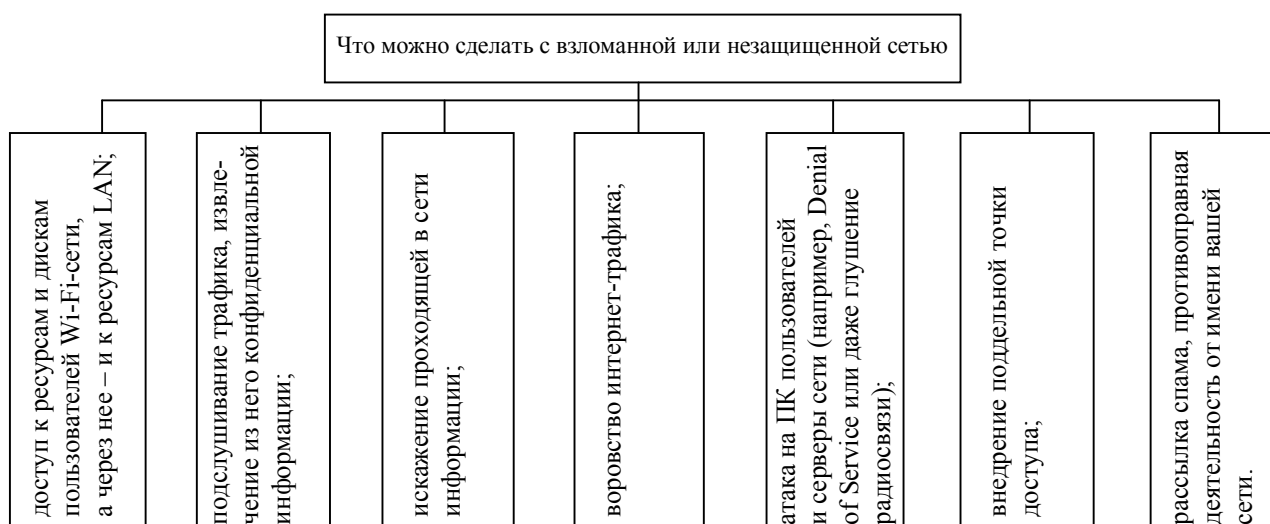 Что можно сделать с взломанной или незащищенной сетью
доступ к ресурсам и дискам
пользователей Wi-Fi-сети,
а через нее – и к ресурсам LAN;
подслушивание трафика, извле-
чение из него конфиденциальной
информации;
искажение проходящей в сети
информации;
воровство интернет-трафика;
атака на ПК пользователей
и серверы сети (например, Denial
of Service или даже глушение
радиосвязи);
внедрение поддельной точки
доступа;
рассылка спама, противоправная
деятельность от имени вашей
сети.